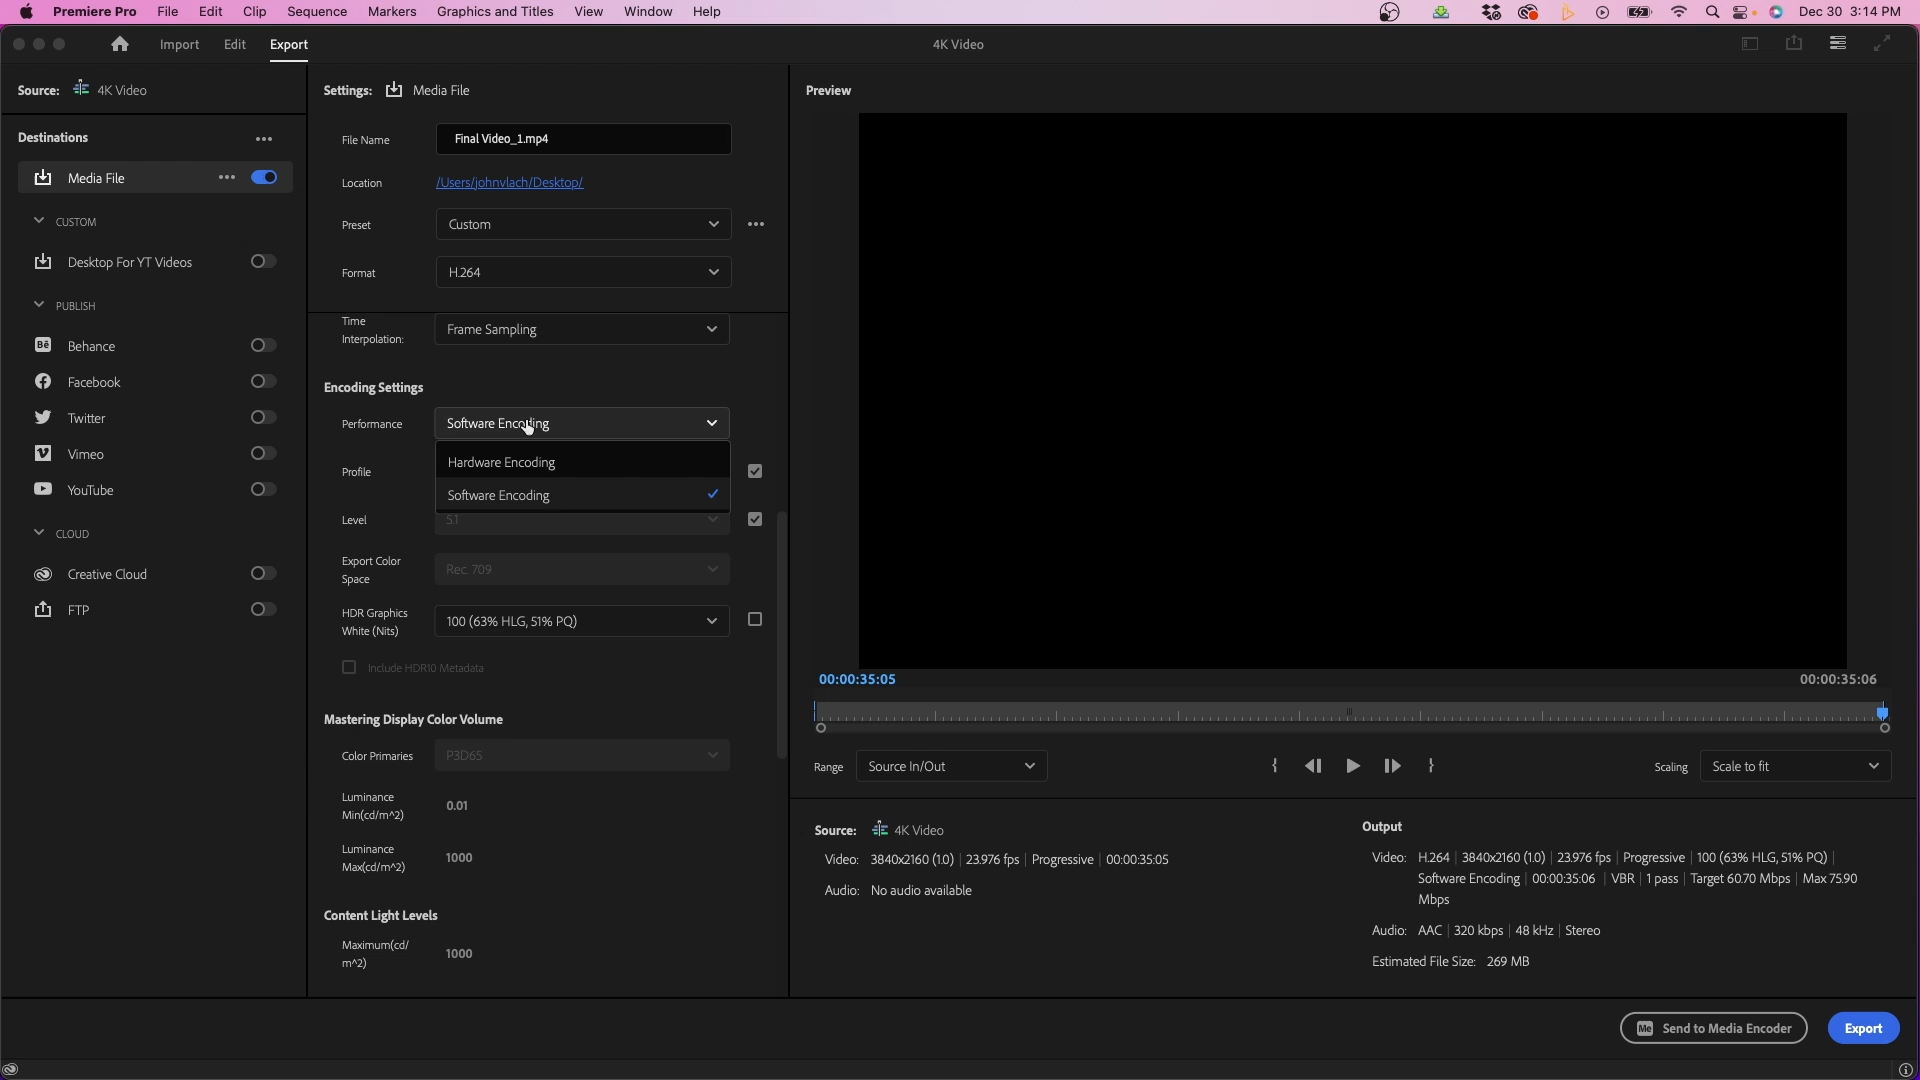 Premiere Pro File Edit Clip Sequence Markers Graphics and Titles View Window Help Dec 30 3:14 PM
Import Edit Export 4K Video
Source: 4K Video
Destinations
Media File
CUSTOM
Desktop For YT Videos
PUBLISH
Bē Behance
Facebook
Twitter
Vimeo
YouTube
CLOUD
Creative Cloud
FTP
Settings: Media File
File Name Final Video_1.mp4
Location /Users/johnvlach/Desktop/
Preset Custom
Format H.264
Time
Interpolation: Frame Sampling
Encoding Settings
Performance Software Encoding
Hardware Encoding
Profile
Software Encoding
Level 5.1
Export Color
Space Rec. 709
HDR Graphics
White (Nits) 100 (63% HLG, 51% PQ)
Include HDR10 Metadata
Mastering Display Color Volume
Color Primaries P3D65
Luminance
Min(cd/m^2) 0.01
Luminance
Max(cd/m^2) 1000
Content Light Levels
Maximum(cd/
m^2) 1000
Preview
00:00:35:05 00:00:35:06
Range Source In/Out Scaling Scale to fit
Source: 4K Video
Video: 3840x2160 (1.0) | 23.976 fps | Progressive | 00:00:35:05
Audio: No audio available
Output
Video: H.264 | 3840x2160 (1.0) | 23.976 fps | Progressive | 100 (63% HLG, 51% PQ) |
Software Encoding | 00:00:35:06 | VBR | 1 pass | Target 60.70 Mbps | Max 75.90
Mbps
Audio: AAC | 320 kbps | 48 kHz | Stereo
Estimated File Size: 269 MB
Me Send to Media Encoder Export